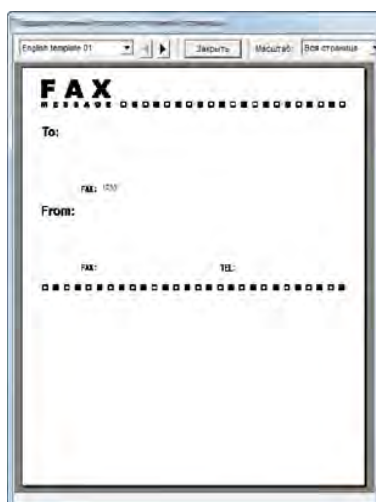 English template 01 Закрыть Масштаб: Вся страница
FAX
MESSAGE
To:
FAX:
From:
FAX: TEL: